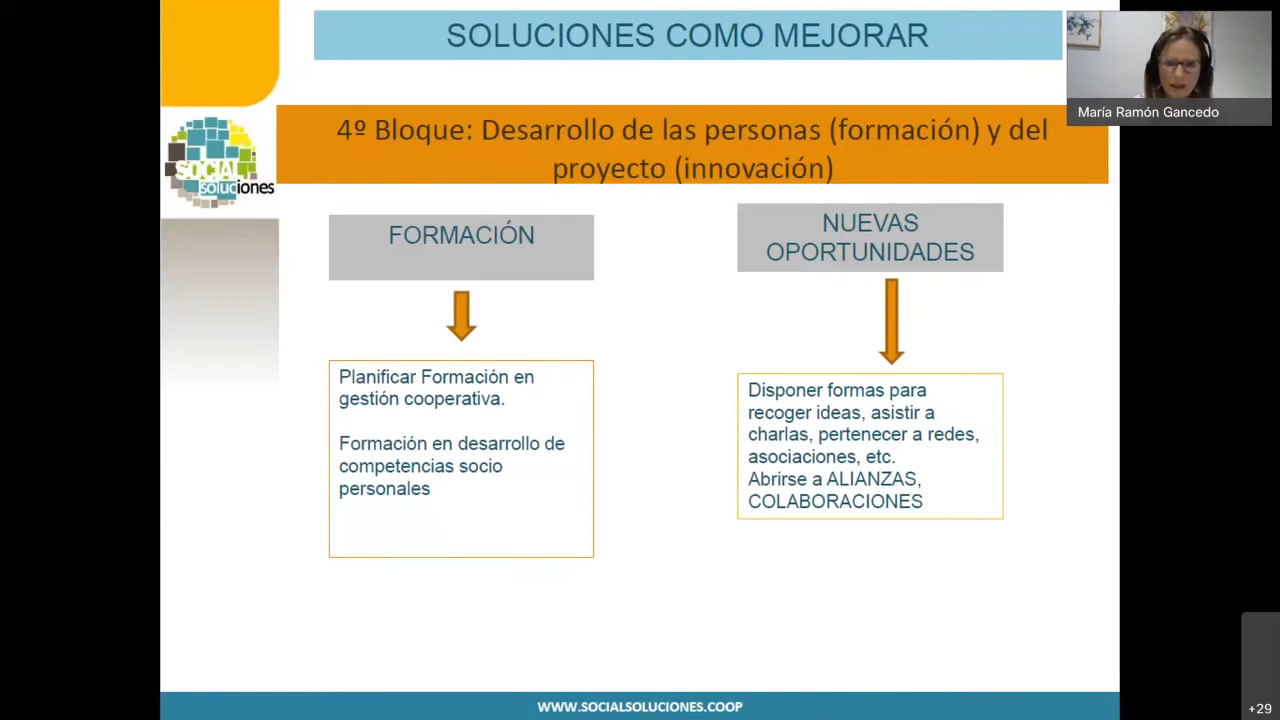 SOLUCIONES COMO MEJORAR
María Ramón Gancedo
4º Bloque: Desarrollo de las personas (formación) y del
proyecto (innovación)
SOCIAL
soluciones
FORMACIÓN
NUEVAS
OPORTUNIDADES
Planificar Formación en
gestión cooperativa.
Formación en desarrollo de
competencias socio
personales
Disponer formas para
recoger ideas, asistir a
charlas, pertenecer a redes,
asociaciones, etc.
Abrirse a ALIANZAS,
COLABORACIONES
WWW.SOCIALSOLUCIONES.COOP
+29